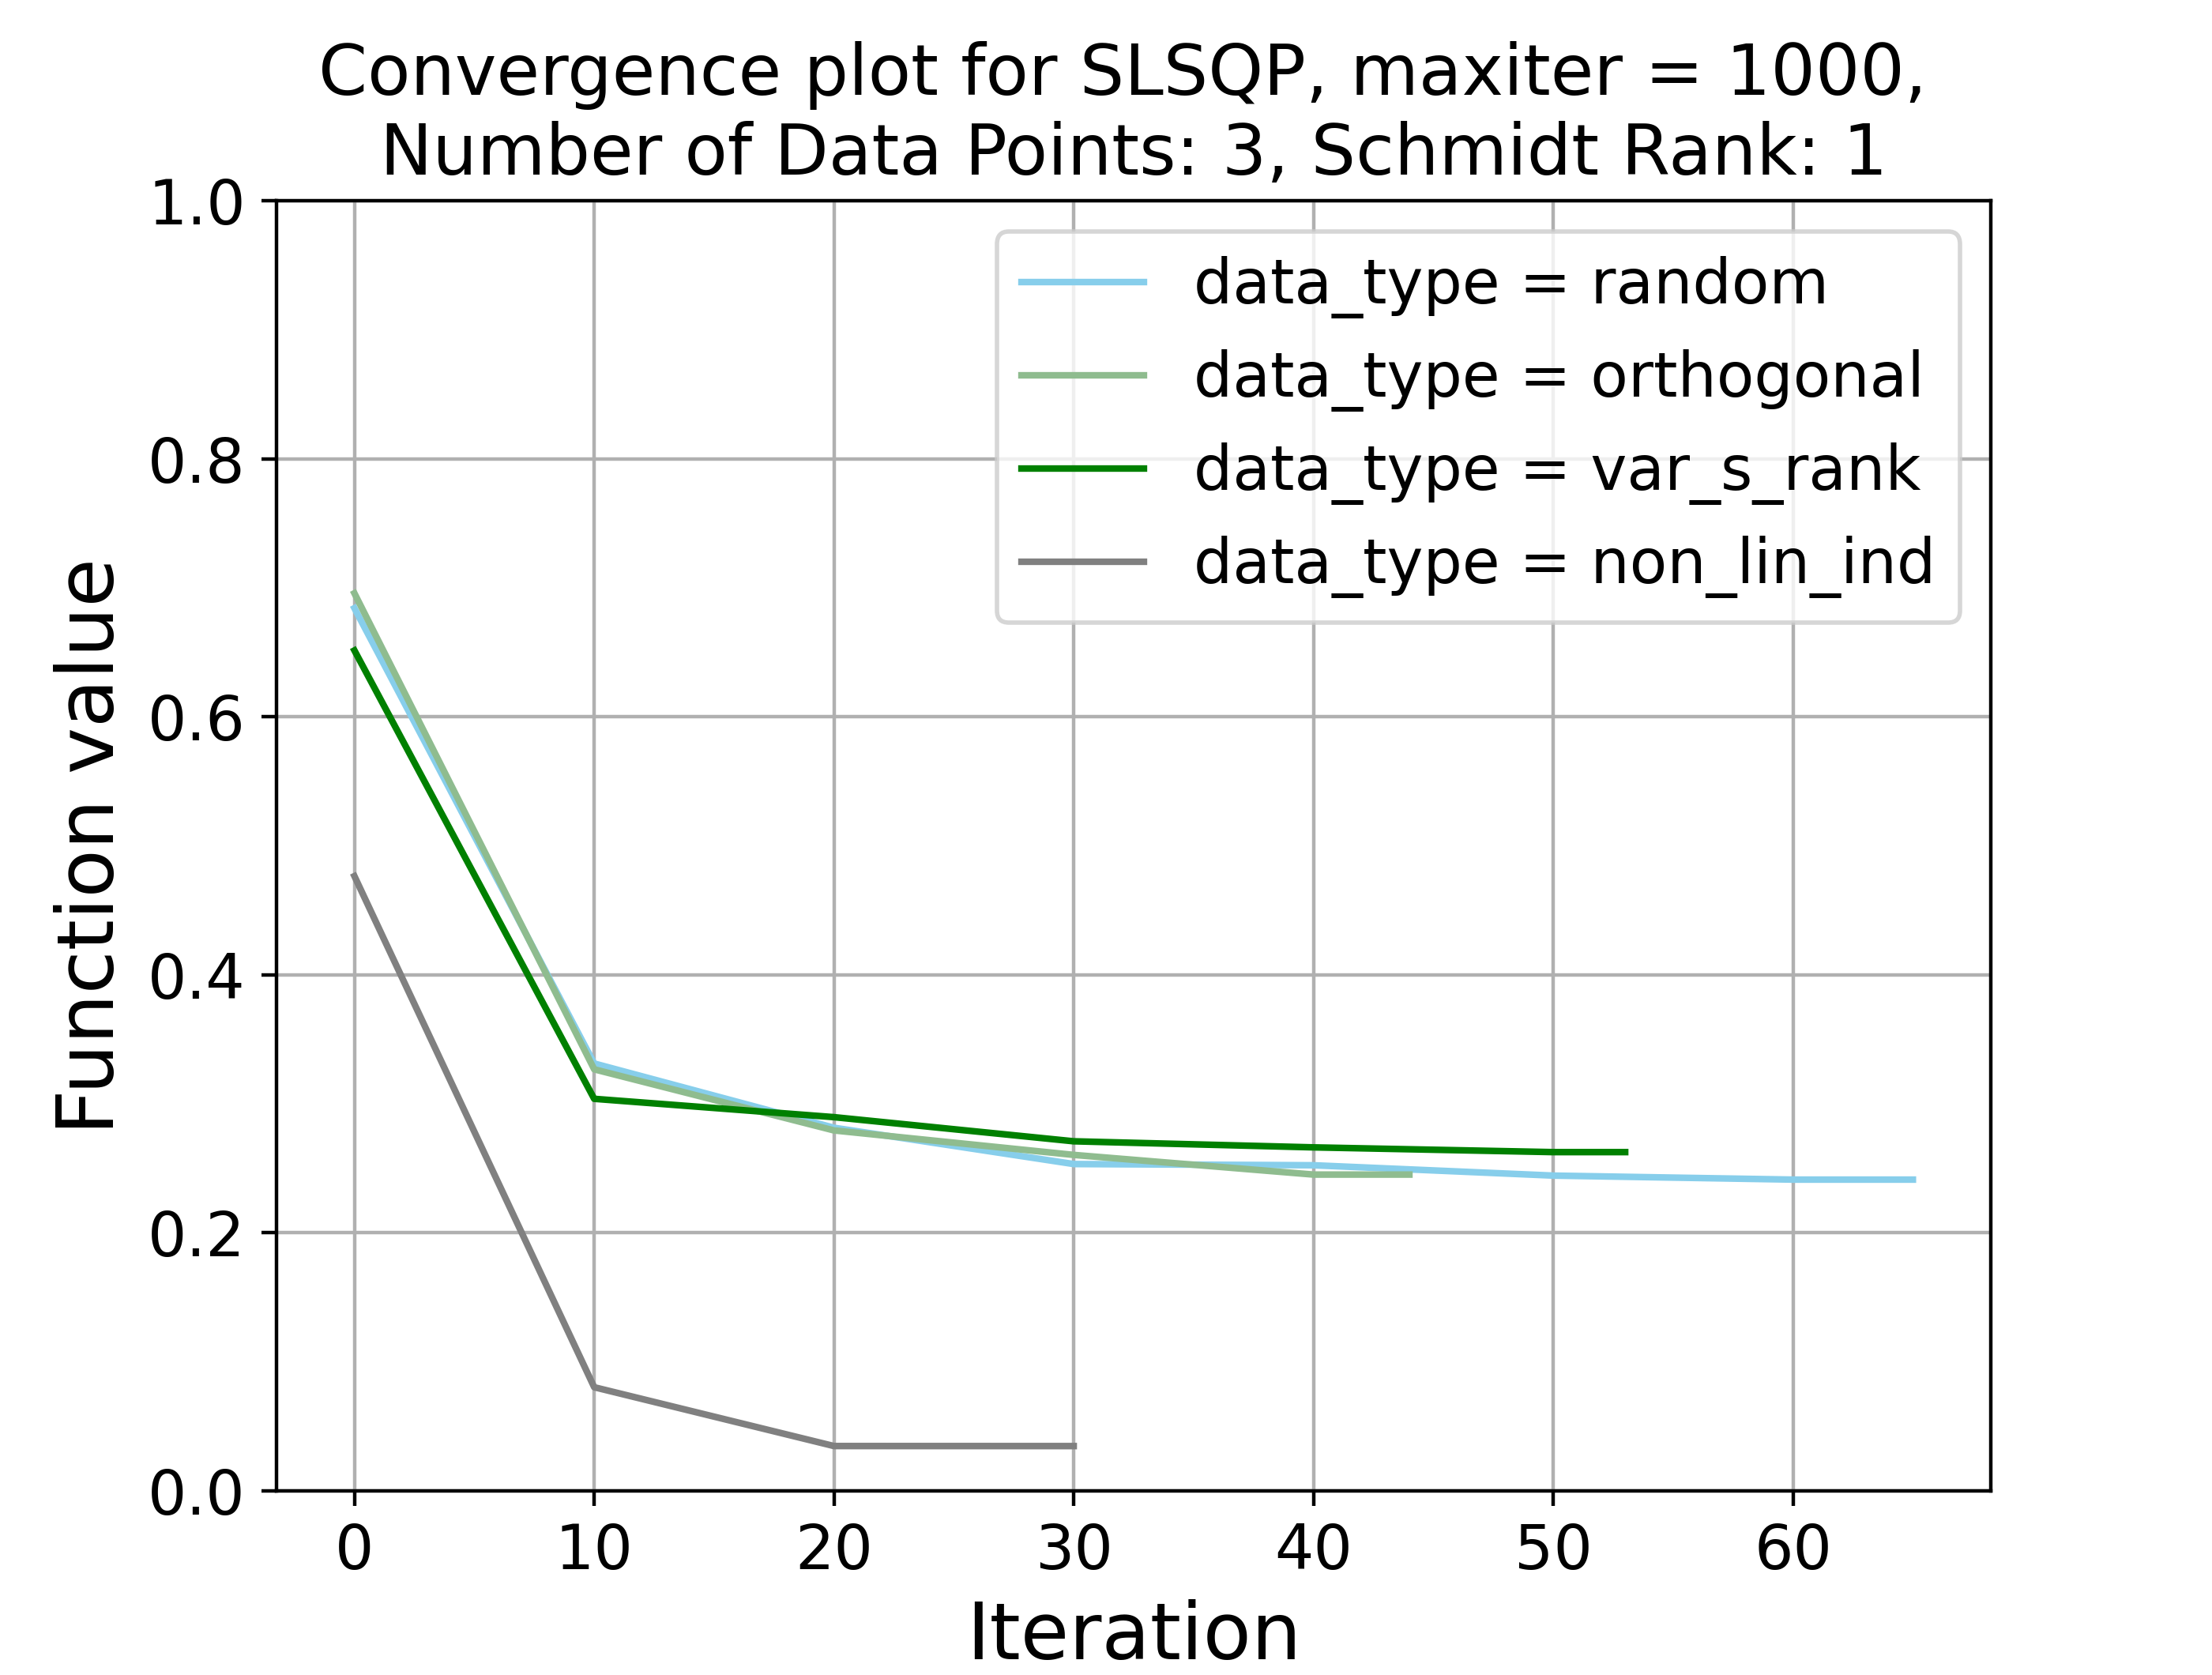 Convergence plot for SLSQP, maxiter = 1000,
Number of Data Points: 3, Schmidt Rank: 1
1.0
0.8
0.6
0.4
0.2
0.0
Function value
data_type = random
data_type = orthogonal
data_type = var_s_rank
data_type = non_lin_ind
0 10 20 30 40 50 60
Iteration